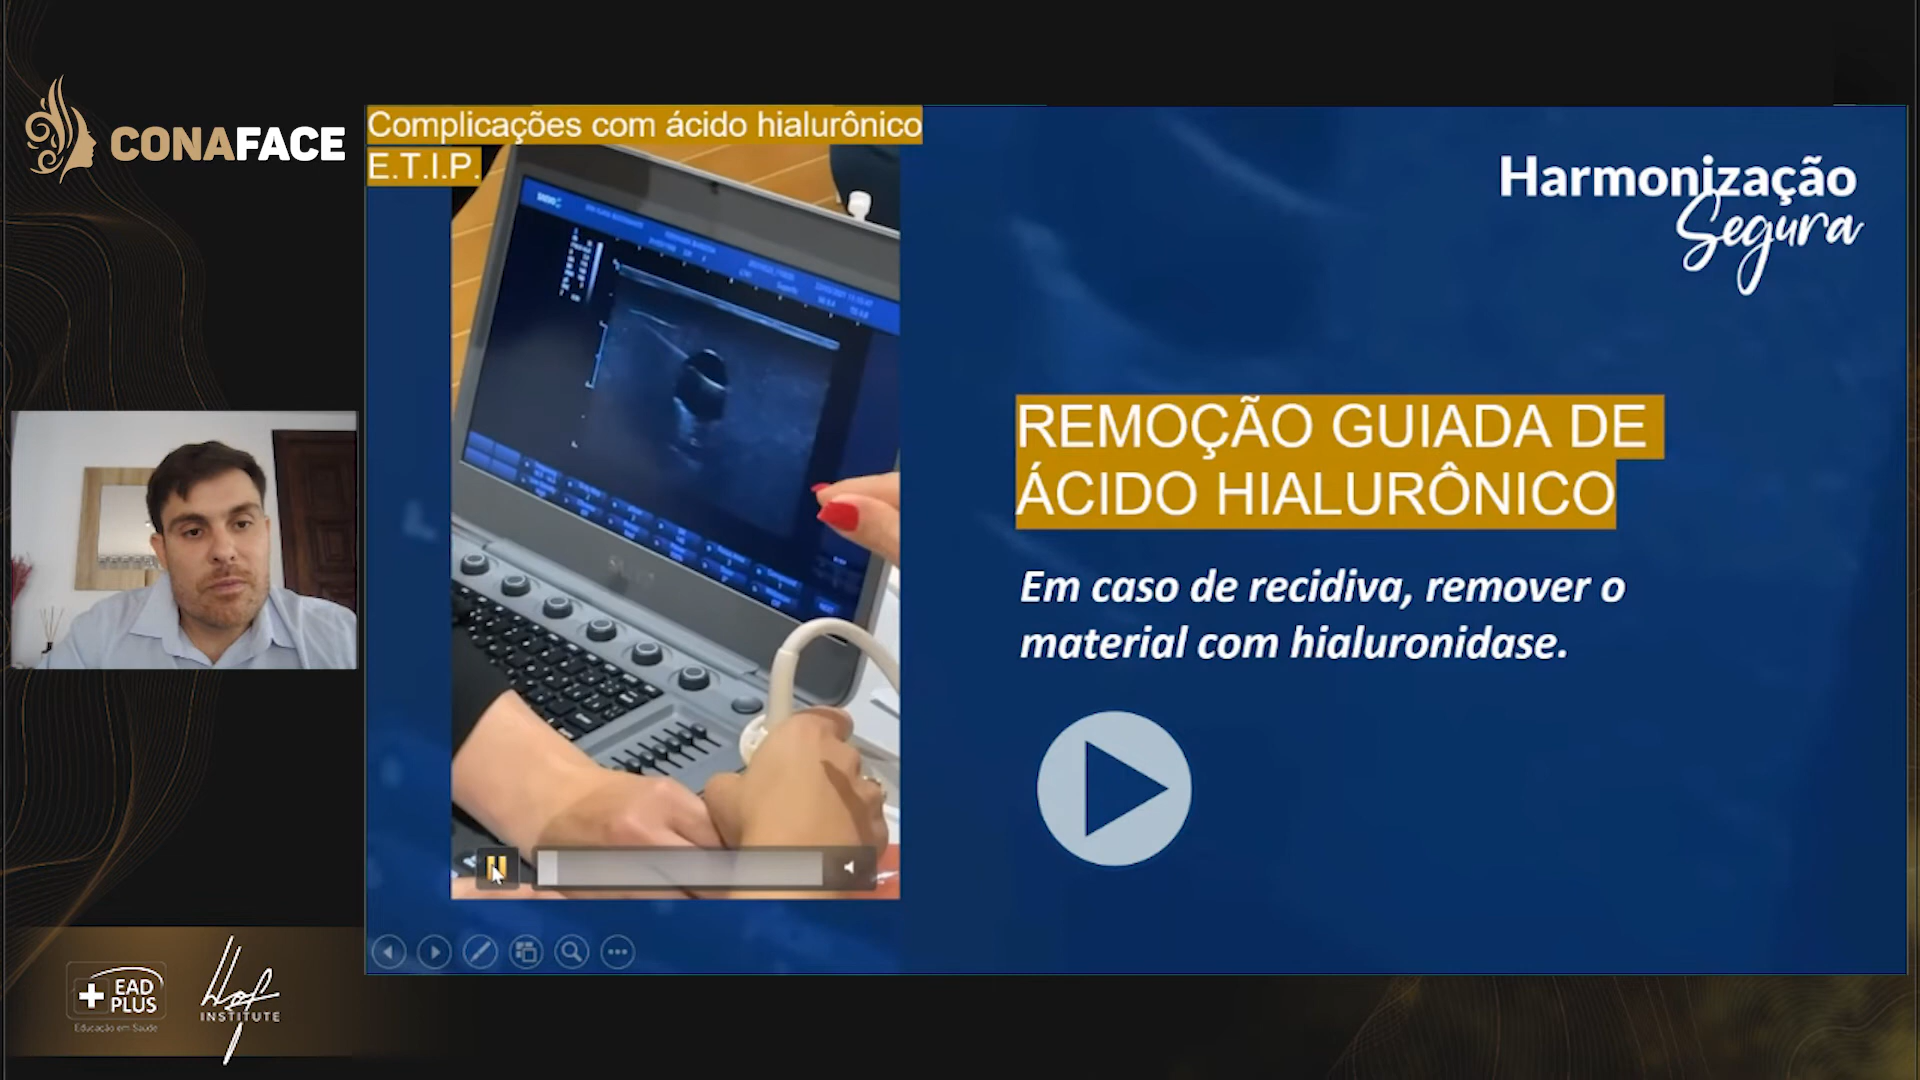 CONAFACE
Complicações com ácido hialurônico
E.T.I.P.
Harmonização
Segura
REMOÇÃO GUIADA DE
ÁCIDO HIALURÔNICO
Em caso de recidiva, remover o
material com hialuronidase.
EAD
PLUS
Educação em Saúde
Hof
INSTITUTE